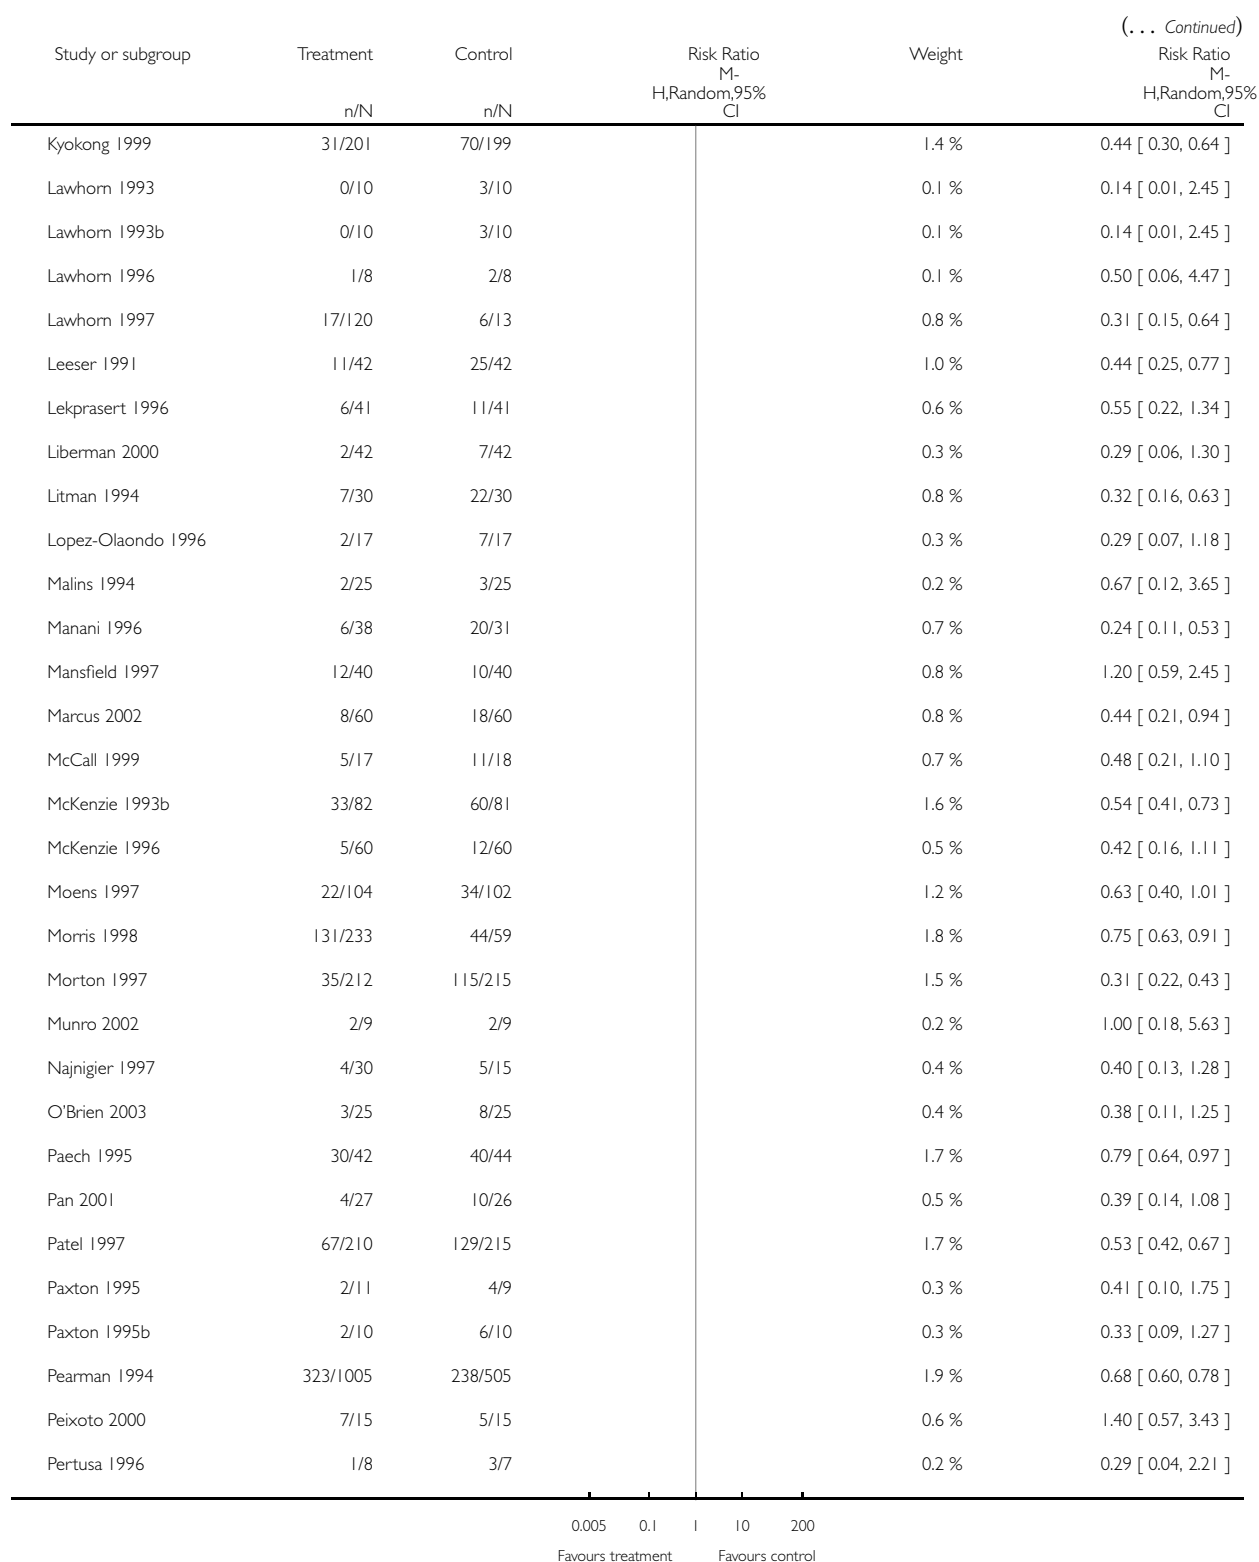 (... Continued)
Study or subgroup Treatment Control Risk Ratio Weight Risk Ratio
M- M-
H,Random,95% H,Random,95%
n/N n/N CI CI
Kyokong 1999 31/201 70/199 1.4 % 0.44 [ 0.30, 0.64 ]
Lawhorn 1993 0/10 3/10 0.1 % 0.14 [ 0.01, 2.45 ]
Lawhorn 1993b 0/10 3/10 0.1 % 0.14 [ 0.01, 2.45 ]
Lawhorn 1996 1/8 2/8 0.1 % 0.50 [ 0.06, 4.47 ]
Lawhorn 1997 17/120 6/13 0.8 % 0.31 [ 0.15, 0.64 ]
Leeser 1991 11/42 25/42 1.0 % 0.44 [ 0.25, 0.77 ]
Lekprasert 1996 6/41 11/41 0.6 % 0.55 [ 0.22, 1.34 ]
Liberman 2000 2/42 7/42 0.3 % 0.29 [ 0.06, 1.30 ]
Litman 1994 7/30 22/30 0.8 % 0.32 [ 0.16, 0.63 ]
Lopez-Olaondo 1996 2/17 7/17 0.3 % 0.29 [ 0.07, 1.18 ]
Malins 1994 2/25 3/25 0.2 % 0.67 [ 0.12, 3.65 ]
Manani 1996 6/38 20/31 0.7 % 0.24 [ 0.11, 0.53 ]
Mansfield 1997 12/40 10/40 0.8 % 1.20 [ 0.59, 2.45 ]
Marcus 2002 8/60 18/60 0.8 % 0.44 [ 0.21, 0.94 ]
McCall 1999 5/17 11/18 0.7 % 0.48 [ 0.21, 1.10 ]
McKenzie 1993b 33/82 60/81 1.6 % 0.54 [ 0.41, 0.73 ]
McKenzie 1996 5/60 12/60 0.5 % 0.42 [ 0.16, 1.11 ]
Moens 1997 22/104 34/102 1.2 % 0.63 [ 0.40, 1.01 ]
Morris 1998 131/233 44/59 1.8 % 0.75 [ 0.63, 0.91 ]
Morton 1997 35/212 115/215 1.5 % 0.31 [ 0.22, 0.43 ]
Munro 2002 2/9 2/9 0.2 % 1.00 [ 0.18, 5.63 ]
Najnigier 1997 4/30 5/15 0.4 % 0.40 [ 0.13, 1.28 ]
O'Brien 2003 3/25 8/25 0.4 % 0.38 [ 0.11, 1.25 ]
Paech 1995 30/42 40/44 1.7 % 0.79 [ 0.64, 0.97 ]
Pan 2001 4/27 10/26 0.5 % 0.39 [ 0.14, 1.08 ]
Patel 1997 67/210 129/215 1.7 % 0.53 [ 0.42, 0.67 ]
Paxton 1995 2/11 4/9 0.3 % 0.41 [ 0.10, 1.75 ]
Paxton 1995b 2/10 6/10 0.3 % 0.33 [ 0.09, 1.27 ]
Pearman 1994 323/1005 238/505 1.9 % 0.68 [ 0.60, 0.78 ]
Peixoto 2000 7/15 5/15 0.6 % 1.40 [ 0.57, 3.43 ]
Pertusa 1996 1/8 3/7 0.2 % 0.29 [ 0.04, 2.21 ]
0.005 0.1 1 10 200
Favours treatment Favours control